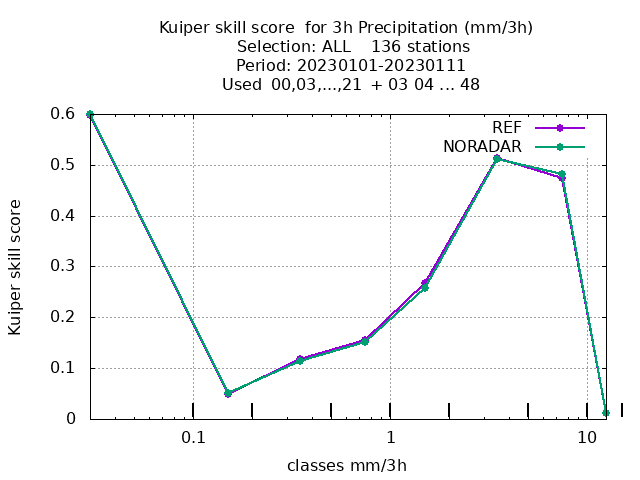 Kuiper skill score  for 3h Precipitation (mm/3h)
Selection: ALL    136 stations
Period: 20230101-20230111
Used  00,03,...,21  + 03 04 ... 48
REF
NORADAR
Kuiper skill score
0.6
0.5
0.4
0.3
0.2
0.1
0
0.1
1
10
classes mm/3h